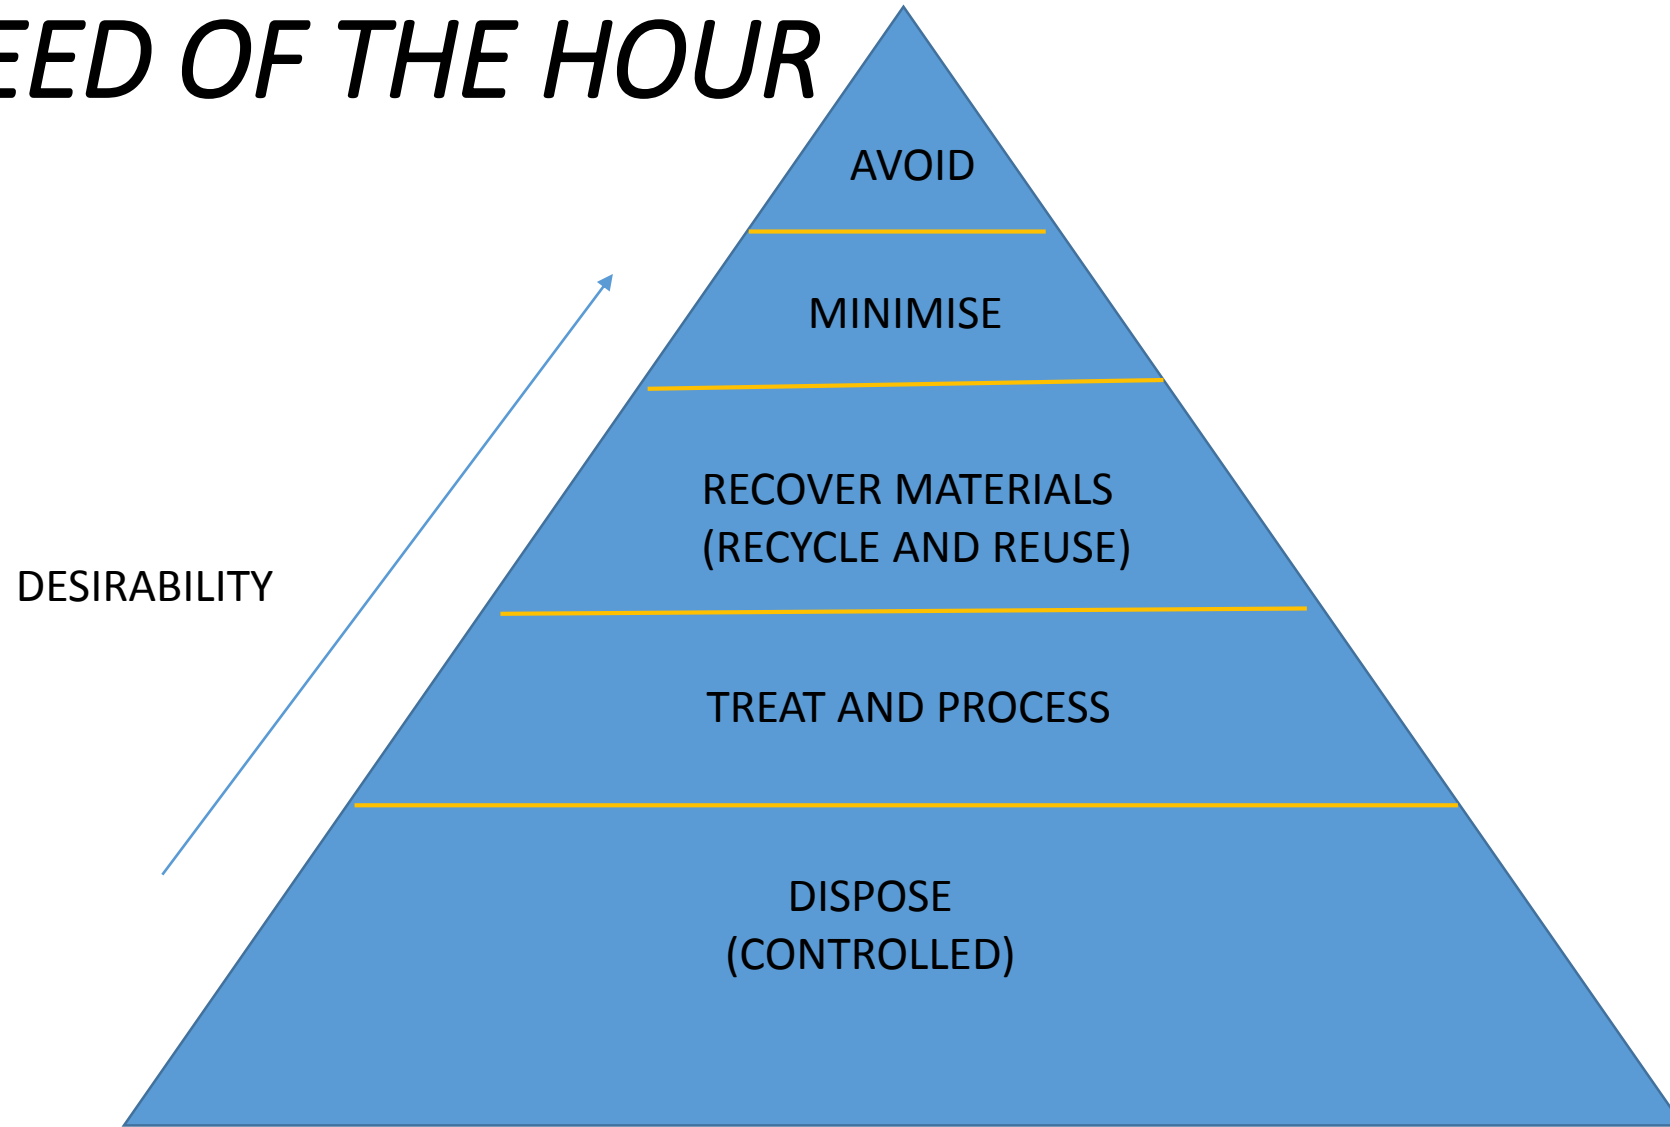 EED OF THE HOUR
AVOID
MINIMISE
RECOVER MATERIALS
(RECYCLE AND REUSE)
DESIRABILITY
TREAT AND PROCESS
DISPOSE
(CONTROLLED)